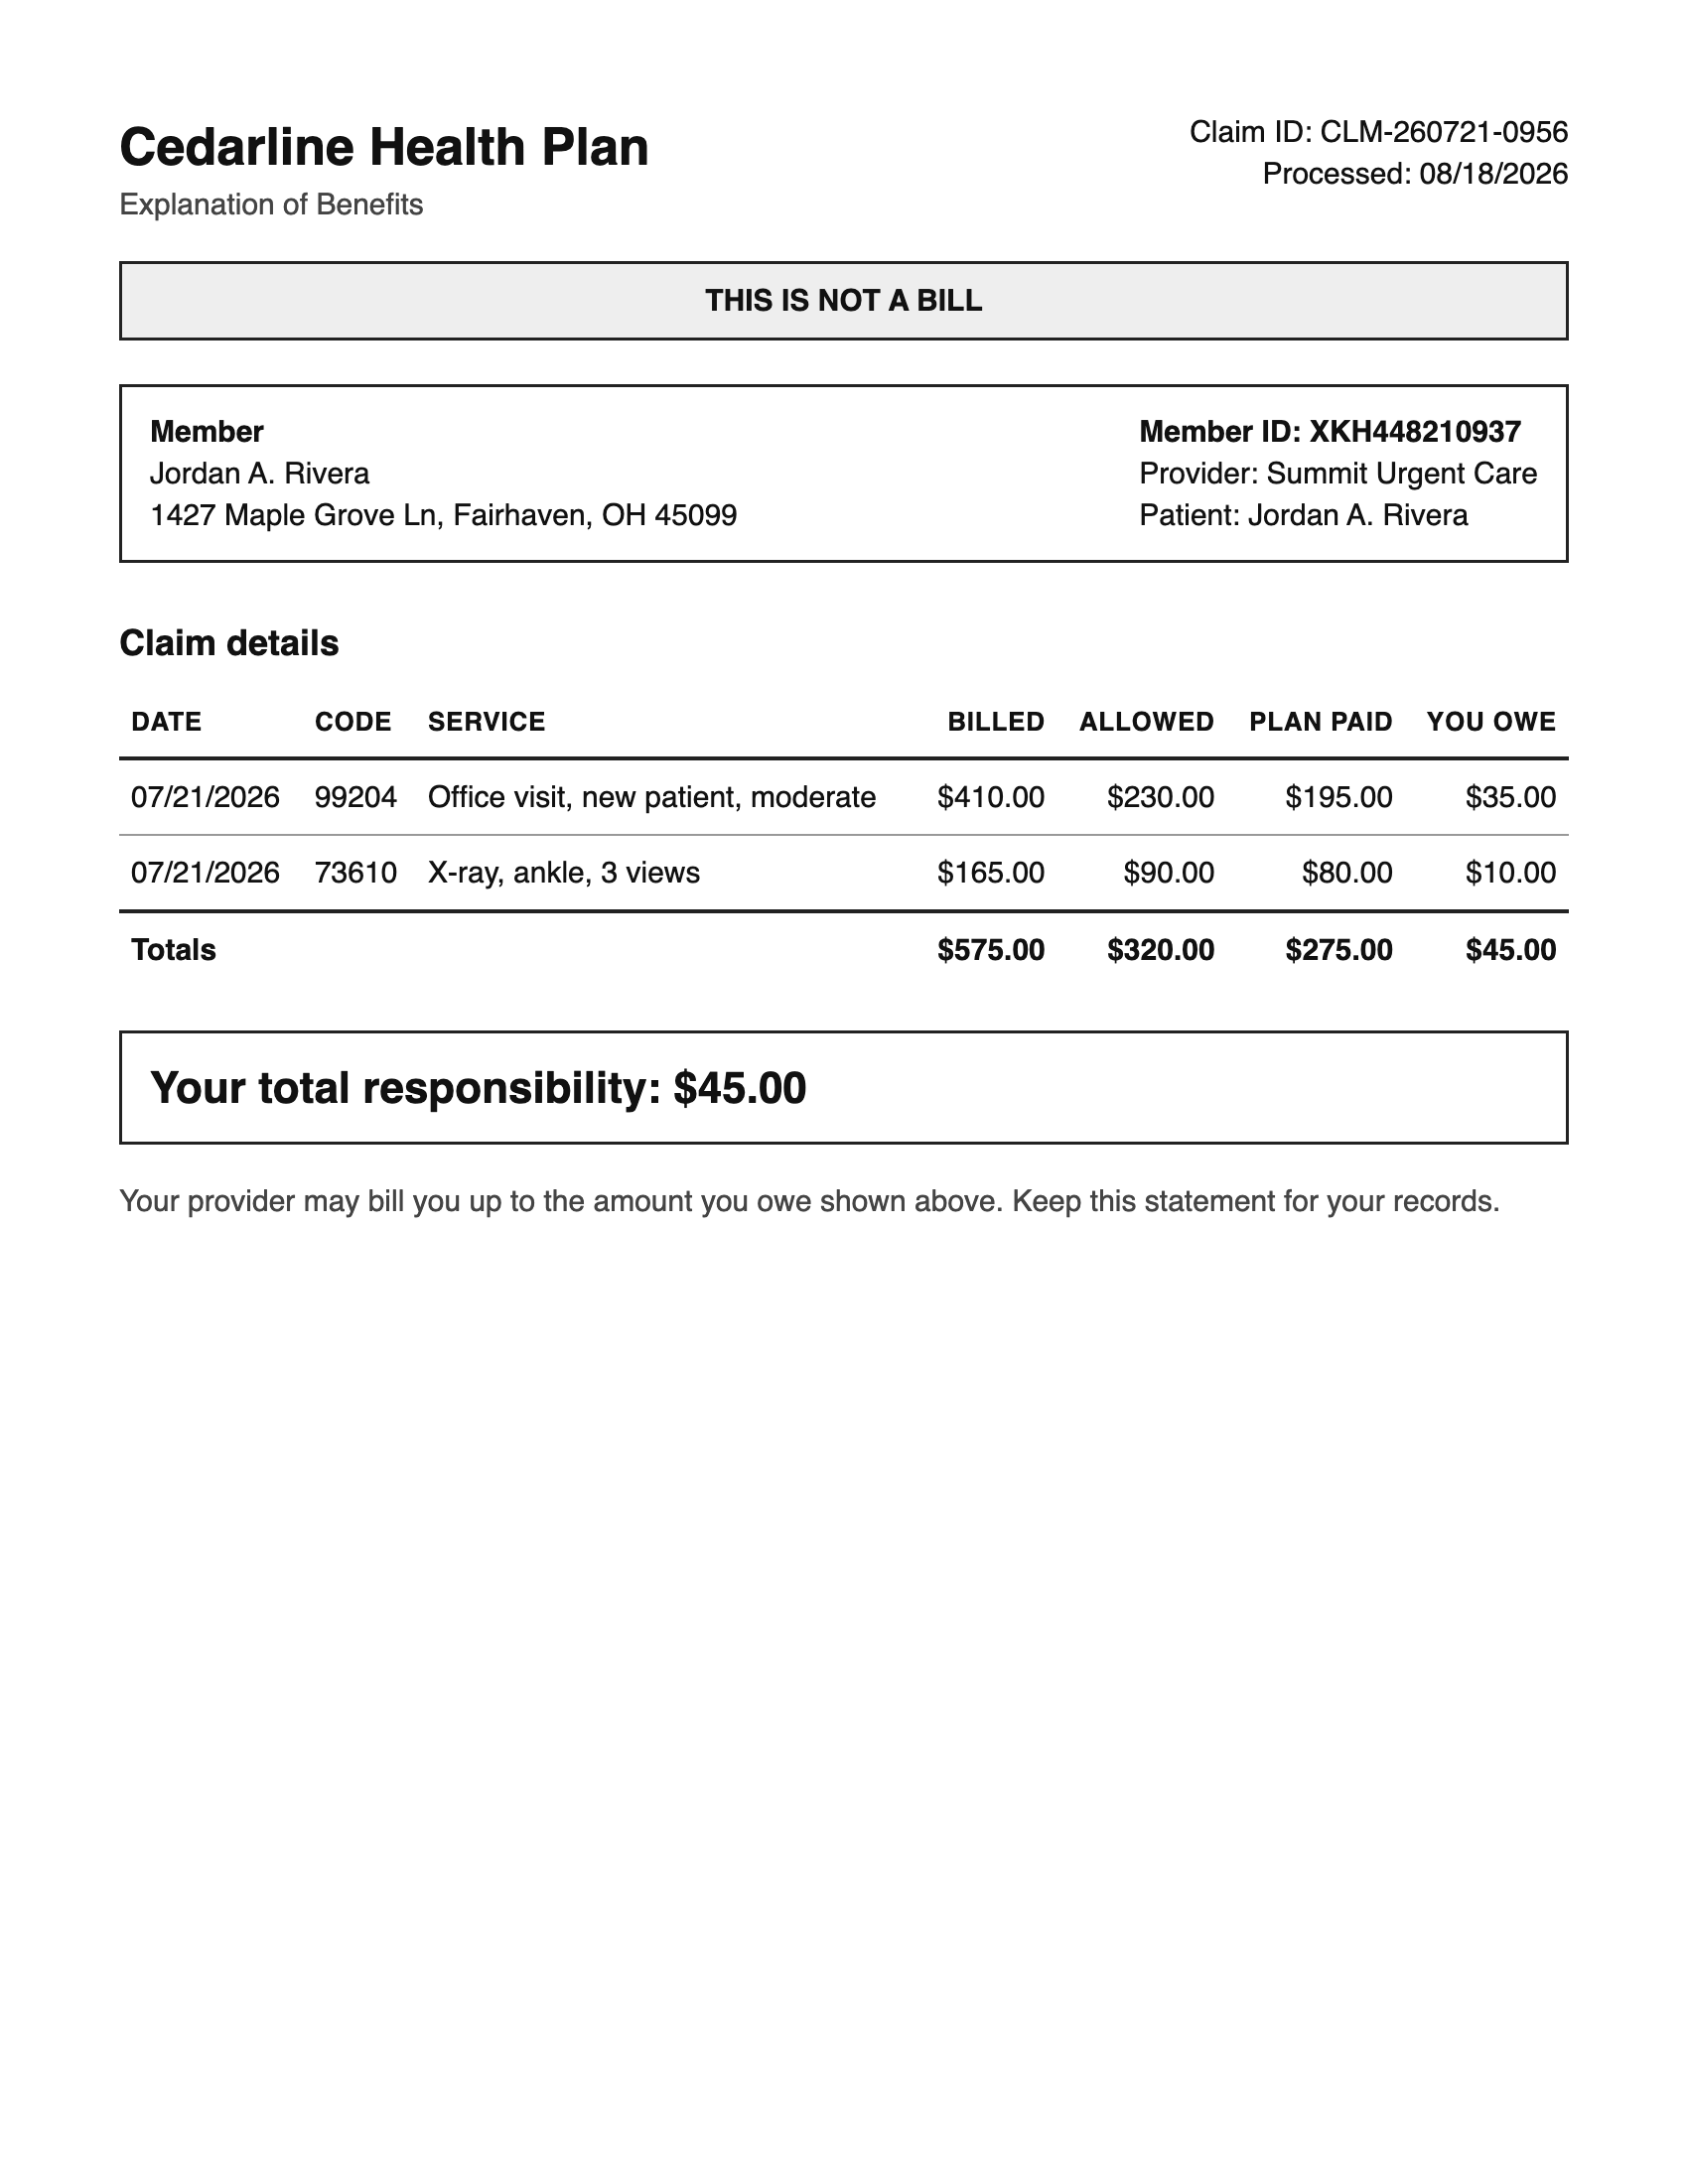 Cedarline Health Plan
Explanation of Benefits
Claim ID: CLM-260721-0956
Processed: 08/18/2026
THIS IS NOT A BILL
Member
Jordan A. Rivera
1427 Maple Grove Ln, Fairhaven, OH 45099
Member ID: XKH448210937
Provider: Summit Urgent Care
Patient: Jordan A. Rivera
Claim details
DATE CODE SERVICE BILLED ALLOWED PLAN PAID YOU OWE
07/21/2026 99204 Office visit, new patient, moderate $410.00 $230.00 $195.00 $35.00
07/21/2026 73610 X-ray, ankle, 3 views $165.00 $90.00 $80.00 $10.00
Totals $575.00 $320.00 $275.00 $45.00
Your total responsibility: $45.00
Your provider may bill you up to the amount you owe shown above. Keep this statement for your records.